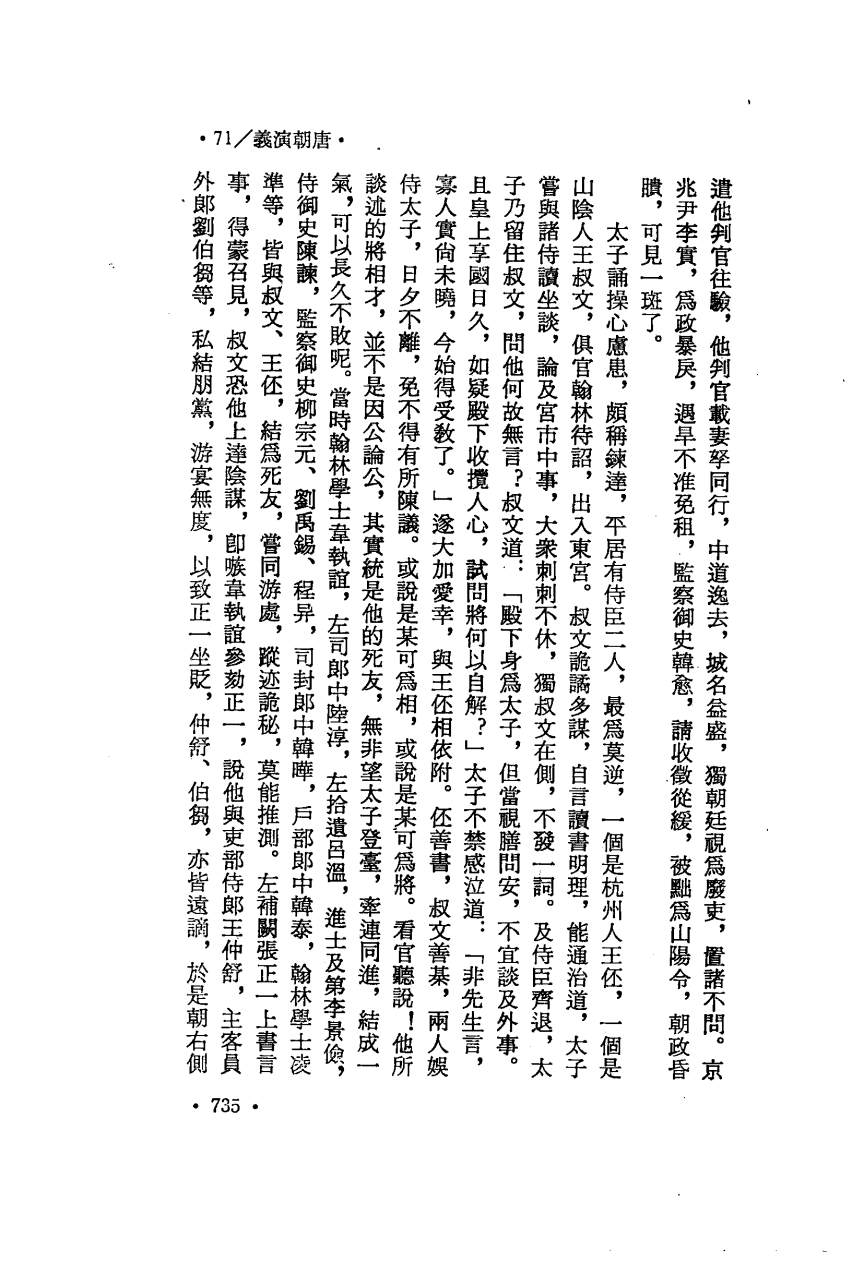 •71/義演朝唐•
遣他判官往驗，他判官載妻孥同行，中道逸去，城名益盛，獨朝廷視爲廢吏，置諸不問。京
兆尹李實，爲政暴戾，遇旱不准免租，監察御史韓愈，請收徵從緩，被黜爲山陽令，朝政昏
瞶，可見一斑了。
太子誦操心慮患，頗稱鍊達，平居有侍臣二人，最爲莫逆，一個是杭州人王伾，一個是
山陰人王叔文，俱官翰林待詔，出入東宮。叔文詭譎多謀，自言讀書明理，能通治道，太子
嘗與諸侍讀坐談，論及宮市中事，大衆刺刺不休，獨叔文在側，不發一詞。及侍臣齊退，太
子乃留住叔文，問他何故無言？叔文道：「殿下身爲太子，但當視膳問安，不宜談及外事。
且皇上享國日久，如疑殿下收攬人心，試問將何以自解？」太子不禁感泣道：「非先生言，
寡人實尚未曉，今始得受教了。」遂大加愛幸，與王伾相依附。伾善書，叔文善棊，兩人娛
侍太子，日夕不離，免不得有所陳議。或說是某可爲相，或說是某可爲將。看官聽說！他所
談述的將相才，並不是因公論公，其實統是他的死友，無非望太子登臺，牽連同進，結成一
氣，可以長久不敗呢。當時翰林學士韋執誼，左司郎中陸淳，左拾遺呂溫，進士及第李景儉，
侍御史陳諫，監察御史柳宗元、劉禹錫、程异，司封郎中韓曄，戶部郎中韓泰，翰林學士凌
準等，皆與叔文、王伾，結爲死友，嘗同游處，蹤迹詭秘，莫能推測。左補闕張正一上書言
事，得蒙召見，叔文恐他上達陰謀，卽嗾韋執誼參劾正一，說他與吏部侍郎王仲舒，主客員
外郎劉伯芻等，私結朋黨，游宴無度，以致正一坐貶，仲舒、伯芻，亦皆遠謫，於是朝右側
•735•